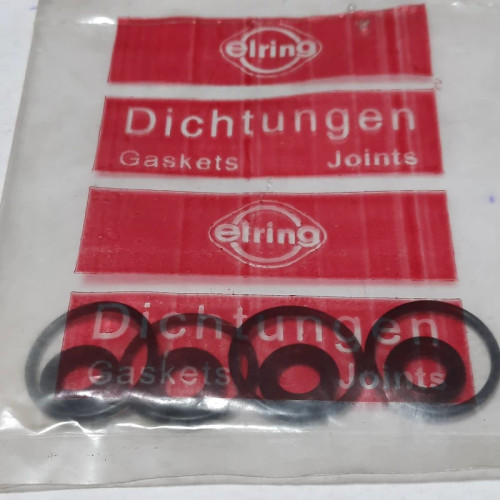 elring
Dichtungen
Gaskets Joints
elring
Dichtungen
Gaskets Joints